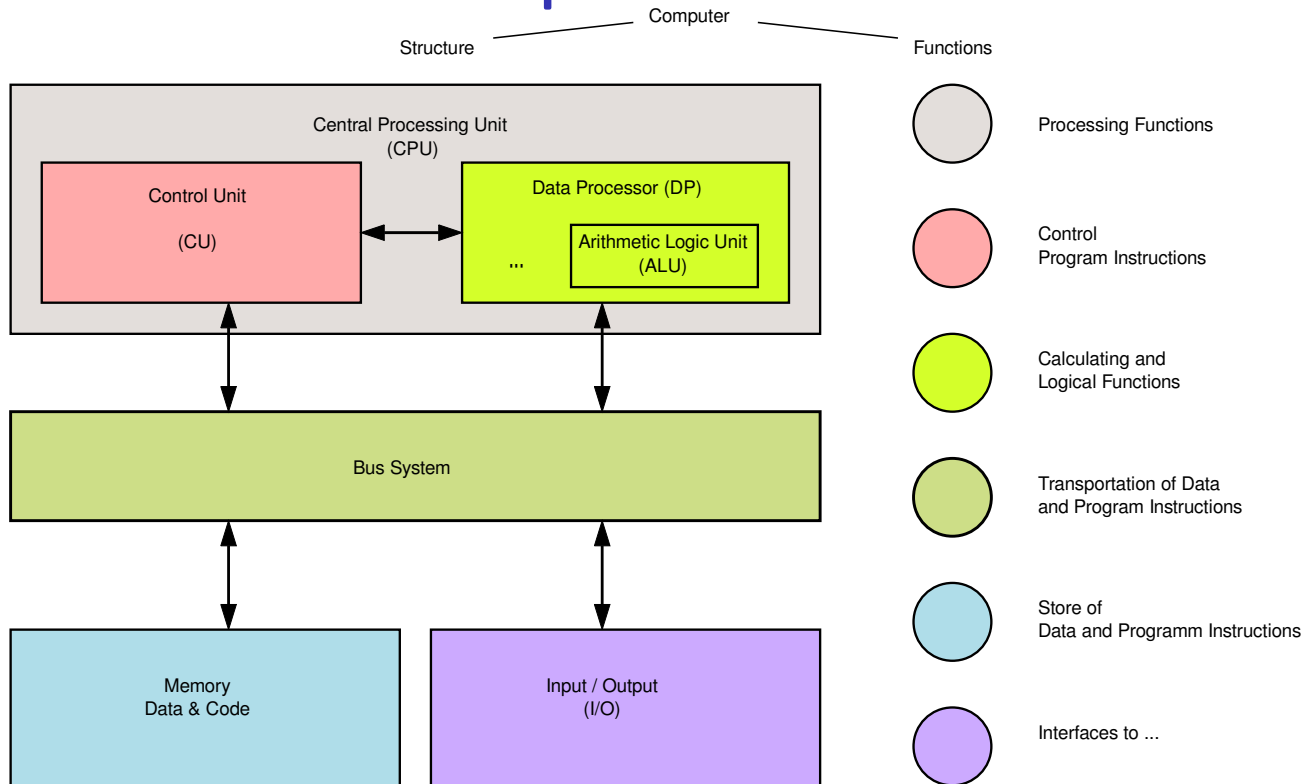 Computer
Structure
Functions
Central Processing Unit
(CPU)
Control Unit
(CU)
Data Processor (DP)
...
Arithmetic Logic Unit
(ALU)
Bus System
Memory
Data & Code
Input / Output
(I/O)
Processing Functions
Control
Program Instructions
Calculating and
Logical Functions
Transportation of Data
and Program Instructions
Store of
Data and Programm Instructions
Interfaces to ...